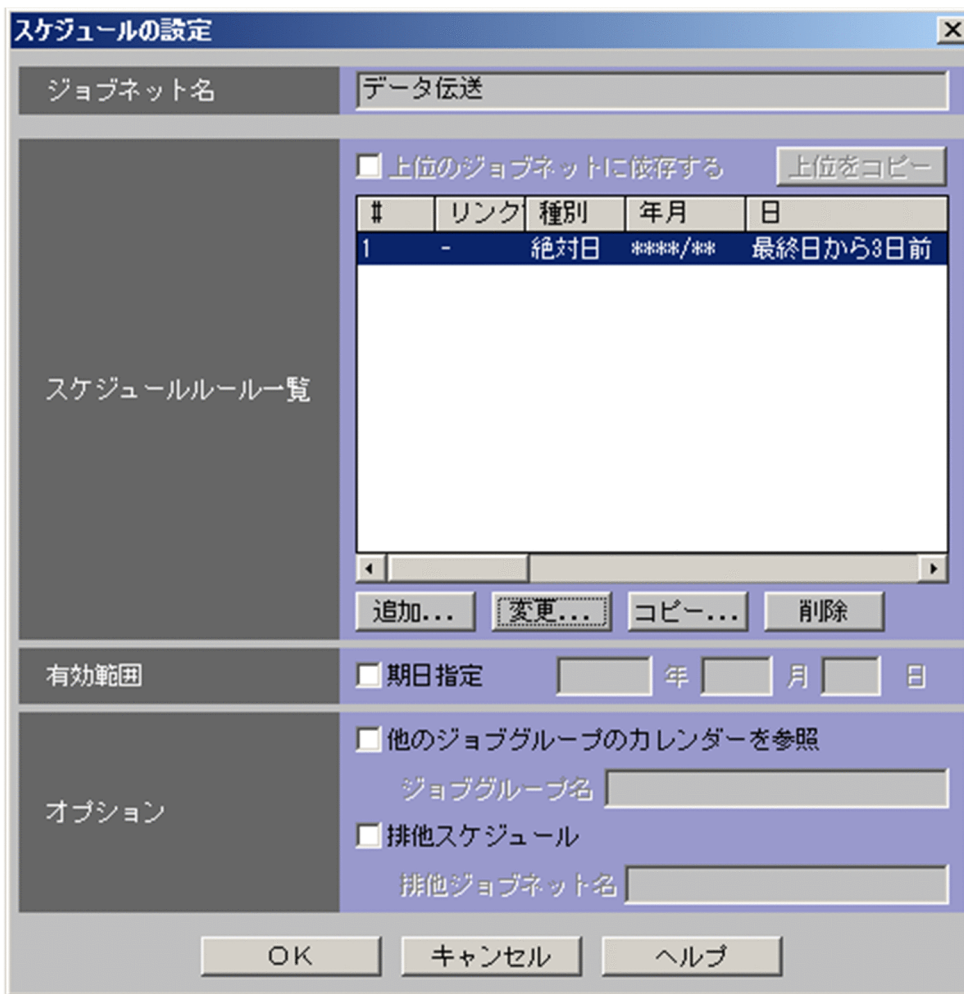 スケジュールの設定
ジョブネット名
データ伝送
上位のジョブネットに依存する 上位をコピー
# リンク 種別 年月 日
1 - 絶対日 ****/** 最終日から3日前
スケジュールルール一覧
追加... 変更... コピー... 削除
有効範囲
期日指定 年 月 日
オプション
他のジョブグループのカレンダーを参照
ジョブグループ名
排他スケジュール
排他ジョブネット名
OK キャンセル ヘルプ